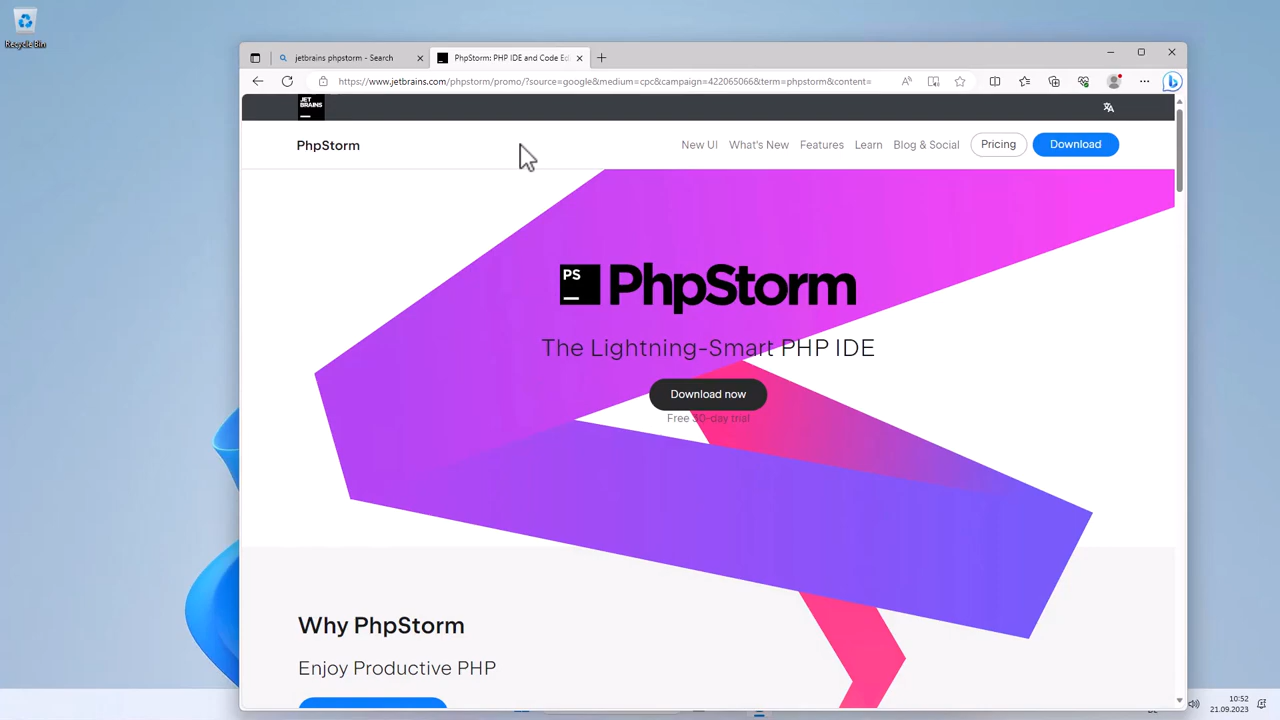 Recycle Bin
jetbrains phpstorm - Search
PhpStorm: PHP IDE and Code Ed
https://www.jetbrains.com/phpstorm/promo/?source=google&medium=cpc&campaign=422065066&term=phpstorm&content=
JET
BRAINS
PhpStorm
New UI
What's New
Features
Learn
Blog & Social
Pricing
Download
PS
PhpStorm
The Lightning-Smart PHP IDE
Download now
Free 30-day trial
Why PhpStorm
Enjoy Productive PHP
10:52
21.09.2023